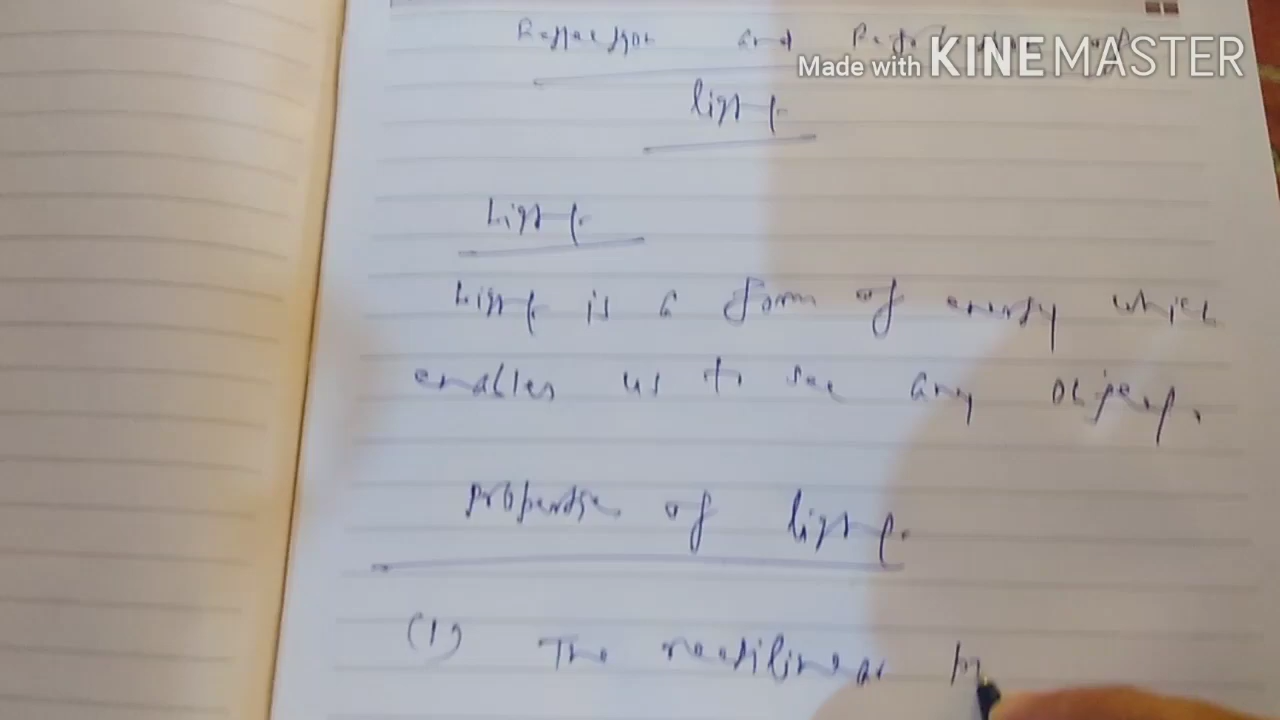 Reflection and Refraction of
Made with KINEMASTER
light
Light
Light is a form of energy which
enables us to see any object.
Properties of light.
(1) The rectilinear